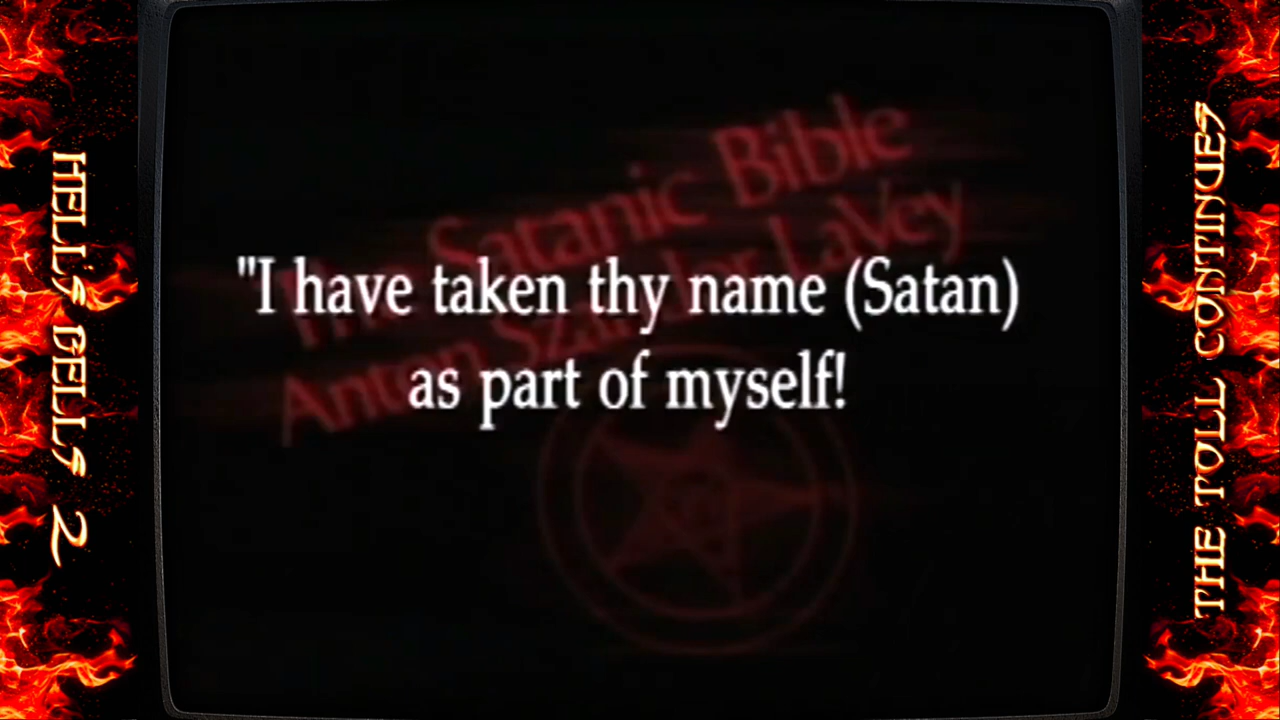 HELL'S BELLS 2
The Satanic Bible
Anton Szandor LaVey
"I have taken thy name (Satan)
as part of myself!
THE TOLL CONTINUES